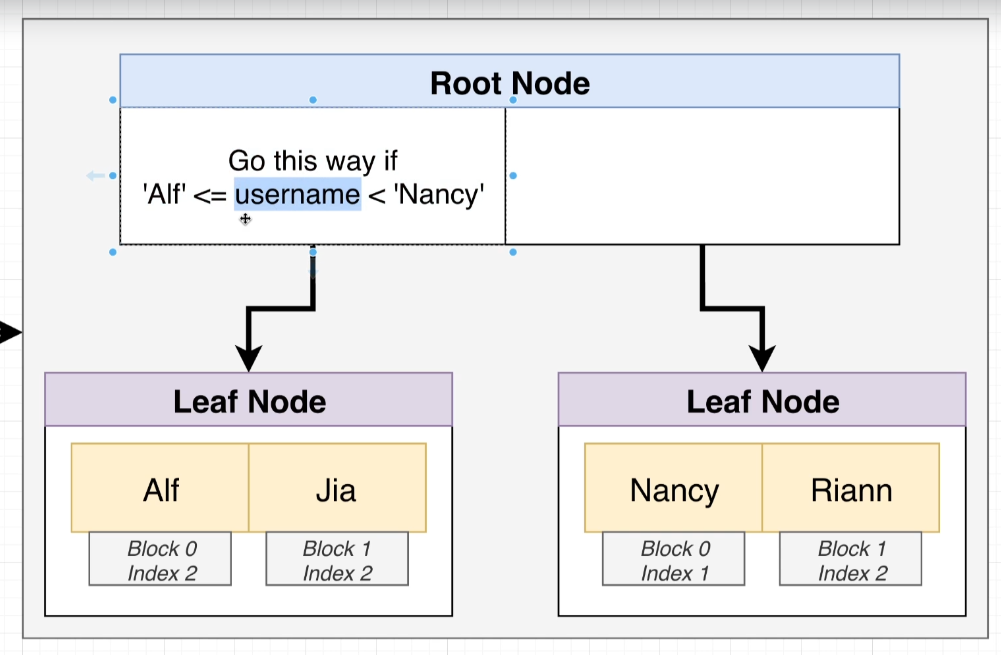 Root Node
Go this way if
'Alf' <= username < 'Nancy'
Leaf Node
Alf
Jia
Block 0
Index 2
Block 1
Index 2
Leaf Node
Nancy
Riann
Block 0
Index 1
Block 1
Index 2